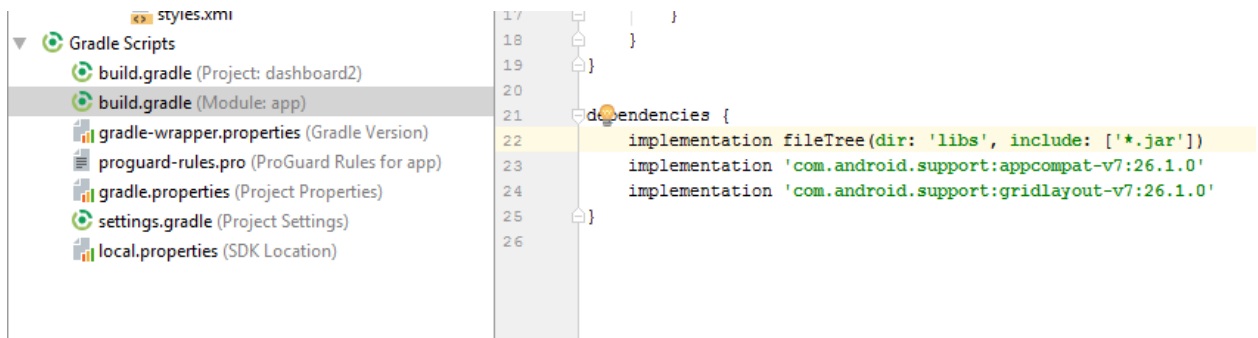 styles.xml
Gradle Scripts
build.gradle (Project: dashboard2)
build.gradle (Module: app)
gradle-wrapper.properties (Gradle Version)
proguard-rules.pro (ProGuard Rules for app)
gradle.properties (Project Properties)
settings.gradle (Project Settings)
local.properties (SDK Location)
17 }
18 }
19 }
20
21 dependencies {
22 implementation fileTree(dir: 'libs', include: ['*.jar'])
23 implementation 'com.android.support:appcompat-v7:26.1.0'
24 implementation 'com.android.support:gridlayout-v7:26.1.0'
25 }
26